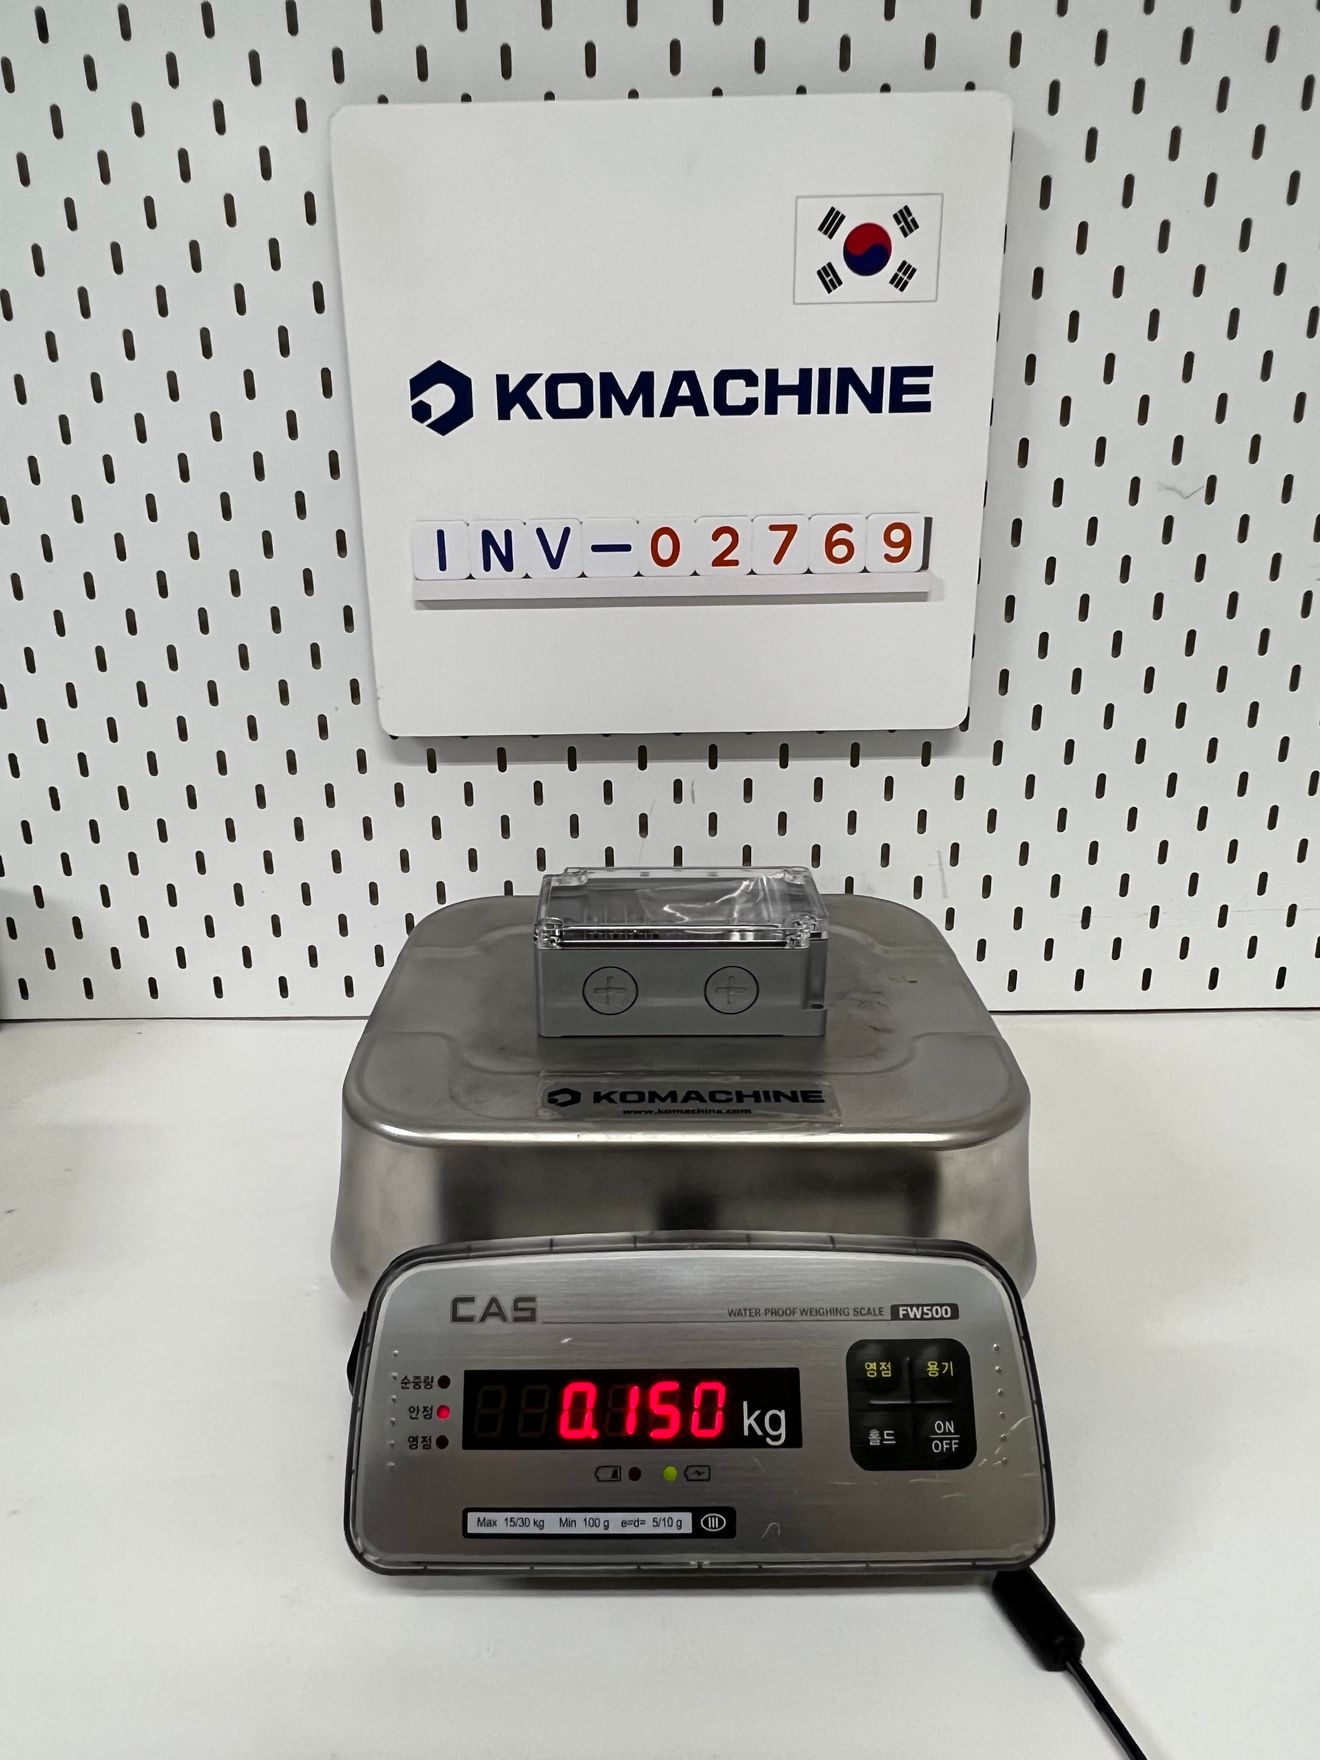 KOMACHINE
INV-02769
KOMACHINE
www.komachine.com
CAS
WATER-PROOF WEIGHING SCALE FW500
순중량
안정
영점
0.150 kg
영점 용기
홀드 ON/OFF
Max 15/30 kg Min 100 g e=d= 5/10 g III